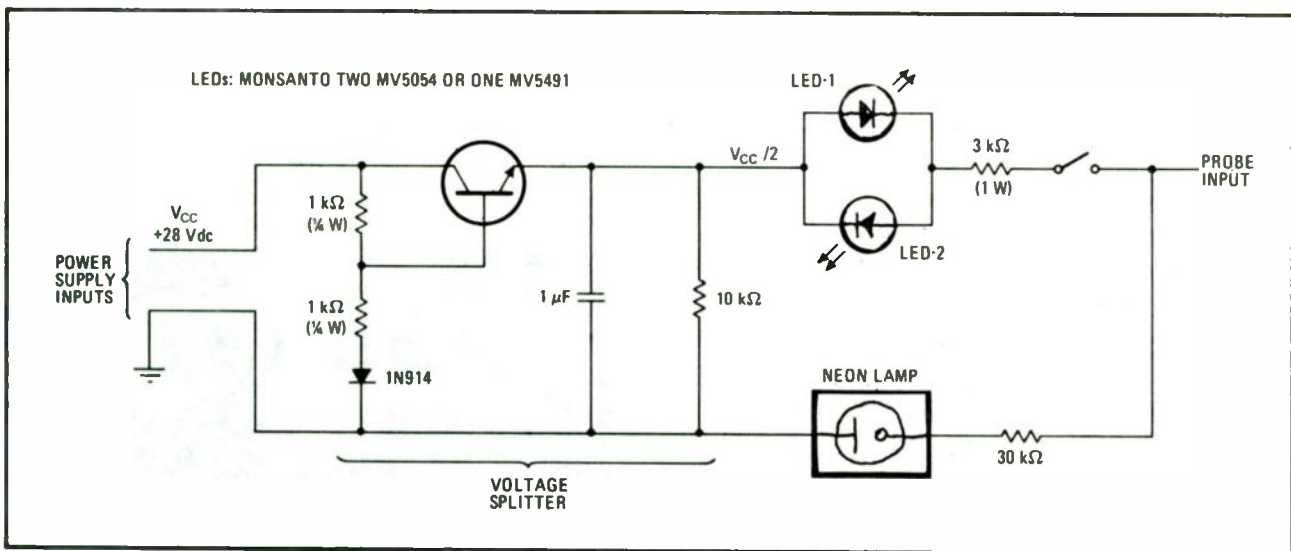 LEDs: MONSANTO TWO MV5054 OR ONE MV5491
LED-1
VCC/2
3 kΩ
(1 W)
PROBE
INPUT
LED-2
1 kΩ
(¼ W)
VCC
+28 Vdc
POWER
SUPPLY
INPUTS
1 kΩ
(¼ W)
1 µF
10 kΩ
1N914
NEON LAMP
30 kΩ
VOLTAGE
SPLITTER